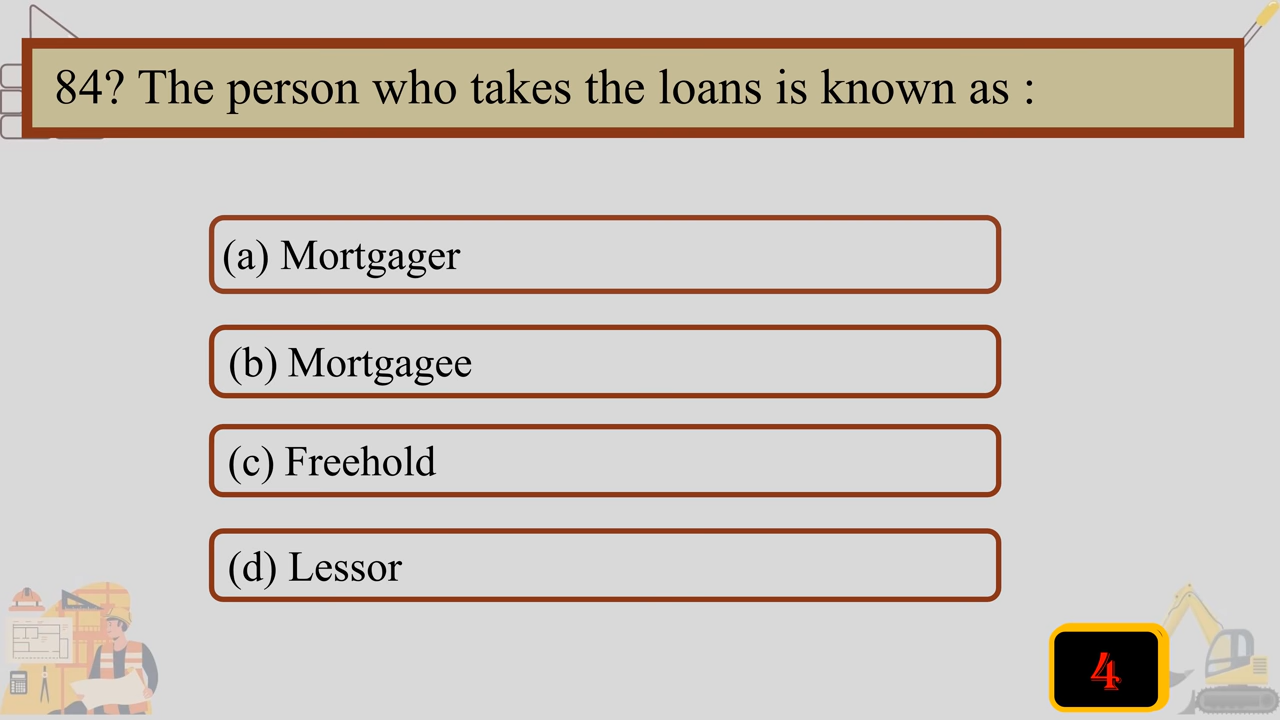 84? The person who takes the loans is known as :
(a) Mortgager
(b) Mortgagee
(c) Freehold
(d) Lessor
4